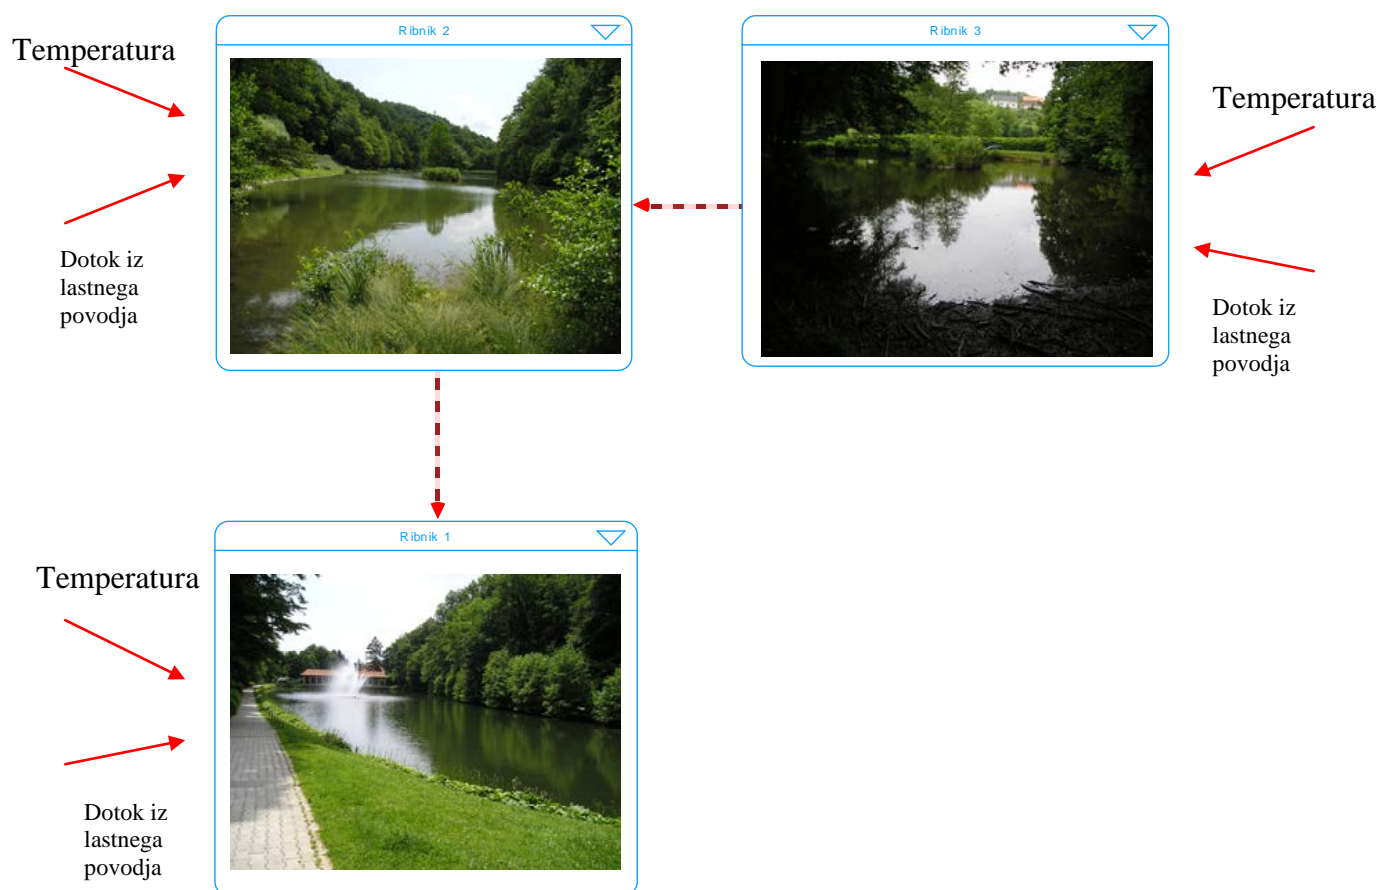 Ribnik 2
Ribnik 3
Temperatura
Temperatura
Dotok iz
lastnega
povodja
Dotok iz
lastnega
povodja
Ribnik 1
Temperatura
Dotok iz
lastnega
povodja